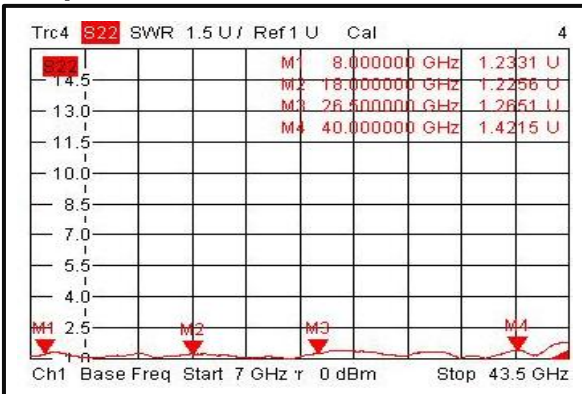 Trc4 S22 SWR 1.5 U / Ref 1 U Cal 4
S22
M1 8.000000 GHz 1.2331 U
M2 18.000000 GHz 1.2256 U
M3 26.500000 GHz 1.2651 U
M4 40.000000 GHz 1.4215 U
14.5
13.0
11.5
10.0
8.5
7.0
5.5
4.0
2.5
M1 M2 M3 M4
Ch1 Base Freq Start 7 GHz 0 dBm Stop 43.5 GHz